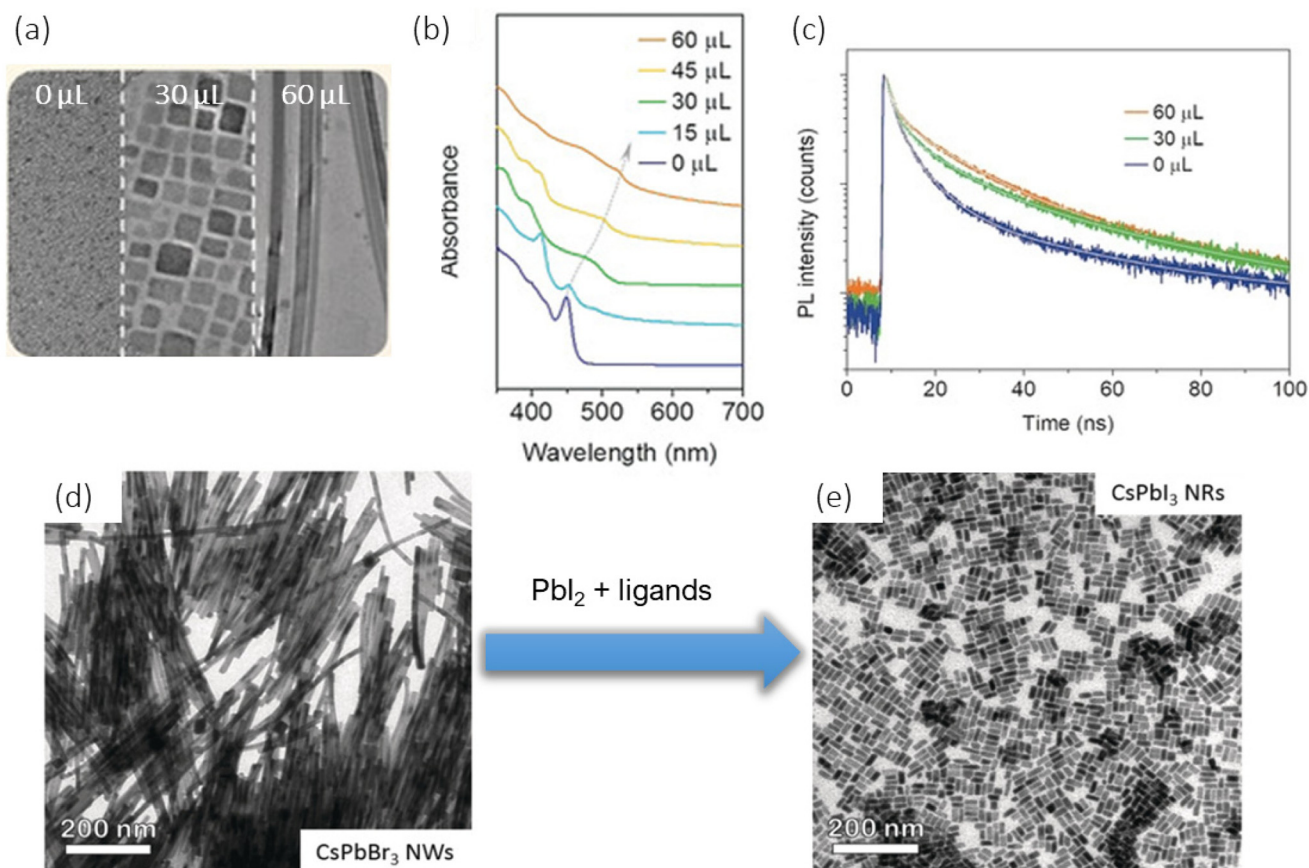 (a)
0 µL 30 µL 60 µL
(b)
Absorbance
60 µL
45 µL
30 µL
15 µL
0 µL
400 500 600 700
Wavelength (nm)
(c)
PL intensity (counts)
60 µL
30 µL
0 µL
0 20 40 60 80 100
Time (ns)
(d)
200 nm
CsPbBr₃ NWs
PbI₂ + ligands
(e)
CsPbI₃ NRs
200 nm